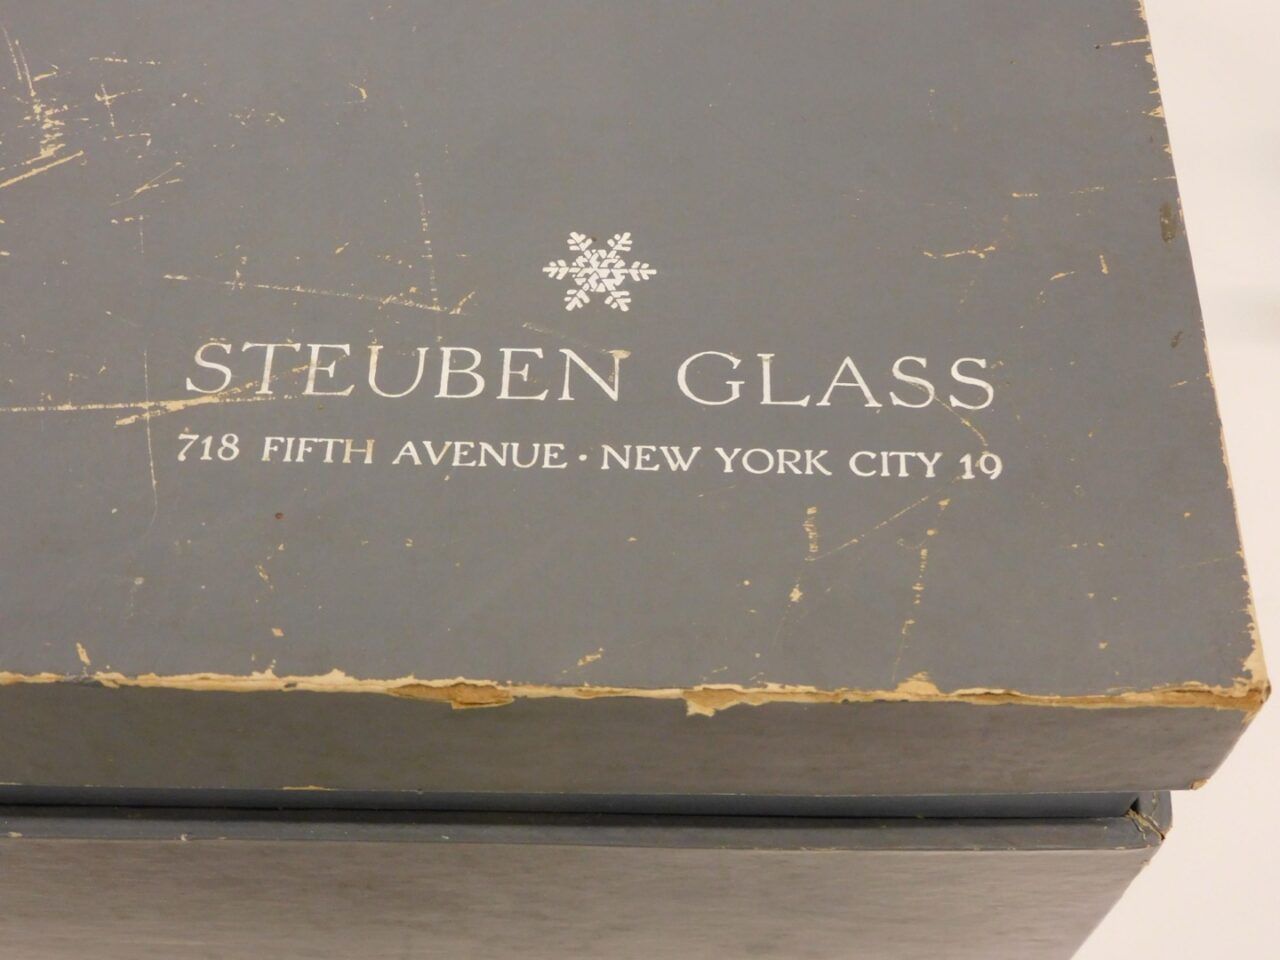 STEUBEN GLASS
718 FIFTH AVENUE · NEW YORK CITY 19